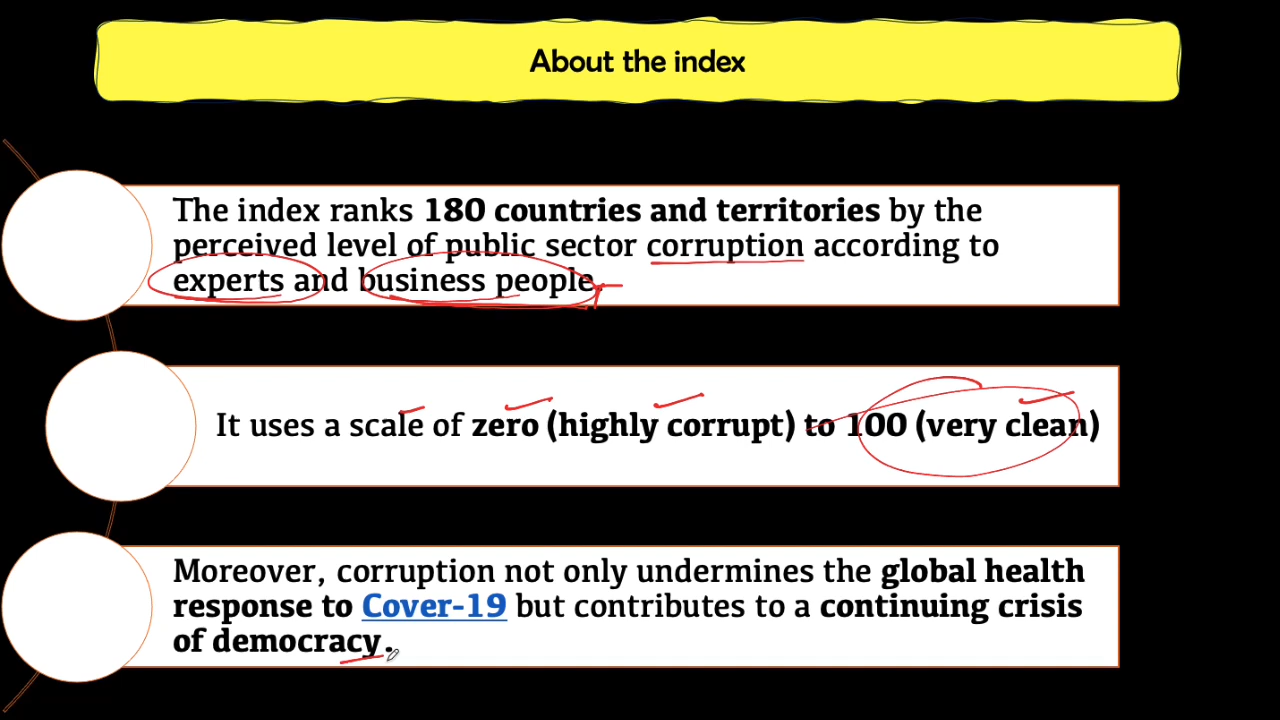 About the index
The index ranks 180 countries and territories by the
perceived level of public sector corruption according to
experts and business people.
It uses a scale of zero (highly corrupt) to 100 (very clean)
Moreover, corruption not only undermines the global health
response to Cover-19 but contributes to a continuing crisis
of democracy.